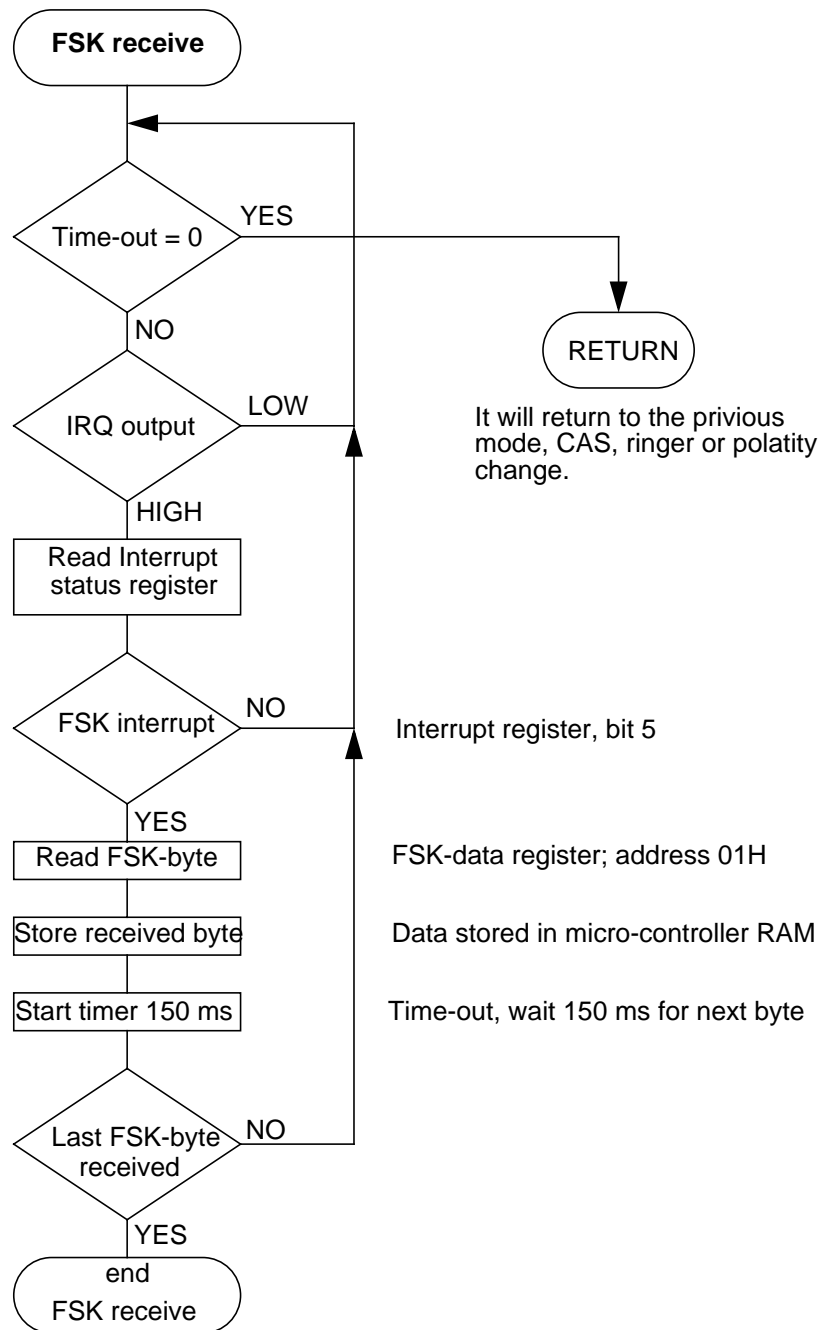 FSK receive
Time-out = 0
YES
NO
RETURN
IRQ output
LOW
It will return to the privious
mode, CAS, ringer or polatity
change.
HIGH
Read Interrupt
status register
FSK interrupt
NO
Interrupt register, bit 5
YES
Read FSK-byte
FSK-data register; address 01H
Store received byte
Data stored in micro-controller RAM
Start timer 150 ms
Time-out, wait 150 ms for next byte
Last FSK-byte
received
NO
YES
end
FSK receive